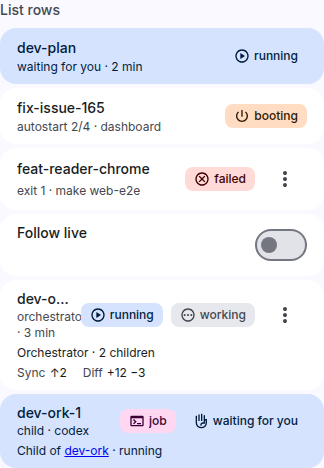 List rows
dev-plan
running
waiting for you · 2 min
fix-issue-165
booting
autostart 2/4 · dashboard
feat-reader-chrome
failed
exit 1 · make web-e2e
Follow live
dev-o...
running
working
orchestrato
· 3 min
Orchestrator · 2 children
Sync ↑2 Diff +12 −3
dev-ork-1
job
waiting for you
child · codex
Child of dev-ork · running